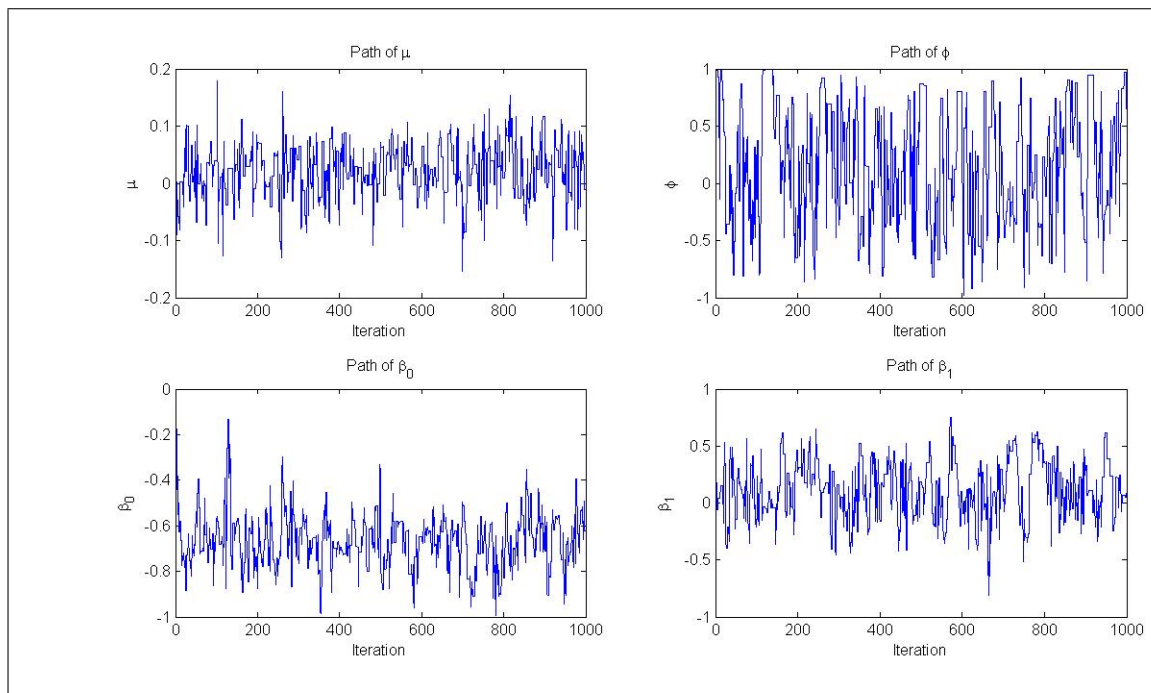 Path of μ
0.2
0.1
0
-0.1
-0.2
μ
0 200 400 600 800 1000
Iteration
Path of ϕ
1
0.5
0
-0.5
-1
ϕ
0 200 400 600 800 1000
Iteration
Path of β0
0
-0.2
-0.4
-0.6
-0.8
-1
β0
0 200 400 600 800 1000
Iteration
Path of β1
1
0.5
0
-0.5
-1
β1
0 200 400 600 800 1000
Iteration